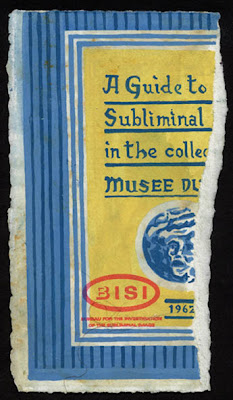 A Guide to
Subliminal
in the collec
MUSEE DU
BISI
BUREAU FOR THE INVESTIGATION
OF THE SUBLIMINAL IMAGE
1962